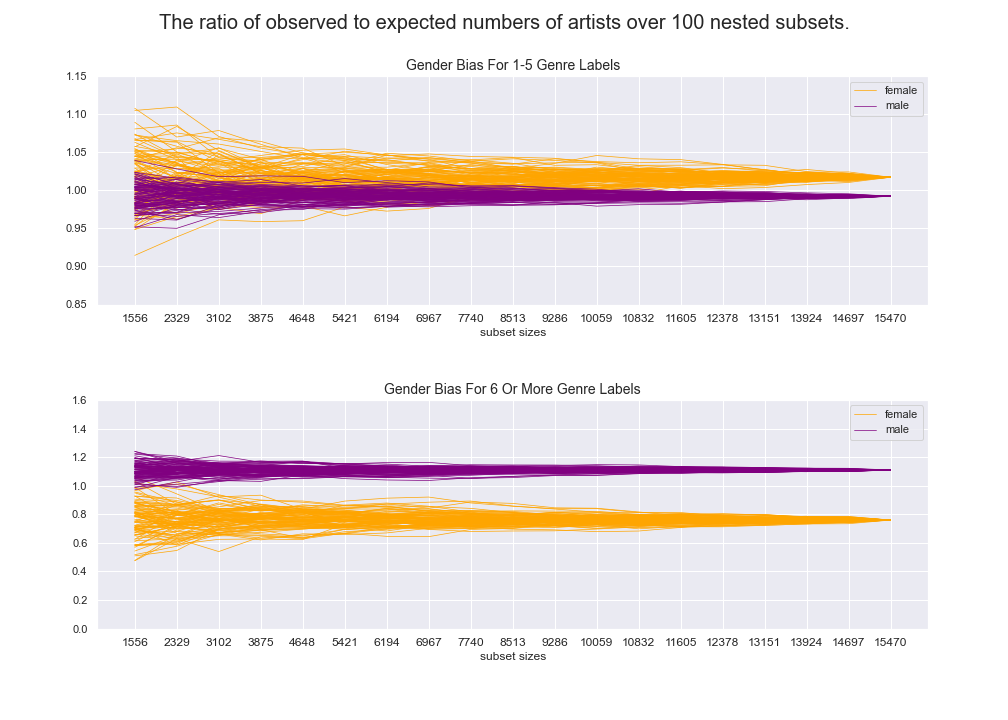 The ratio of observed to expected numbers of artists over 100 nested subsets.
Gender Bias For 1-5 Genre Labels
1.15
1.10
1.05
1.00
0.95
0.90
0.85
female
male
1556 2329 3102 3875 4648 5421 6194 6967 7740 8513 9286 10059 10832 11605 12378 13151 13924 14697 15470
subset sizes
Gender Bias For 6 Or More Genre Labels
1.6
1.4
1.2
1.0
0.8
0.6
0.4
0.2
0.0
female
male
1556 2329 3102 3875 4648 5421 6194 6967 7740 8513 9286 10059 10832 11605 12378 13151 13924 14697 15470
subset sizes